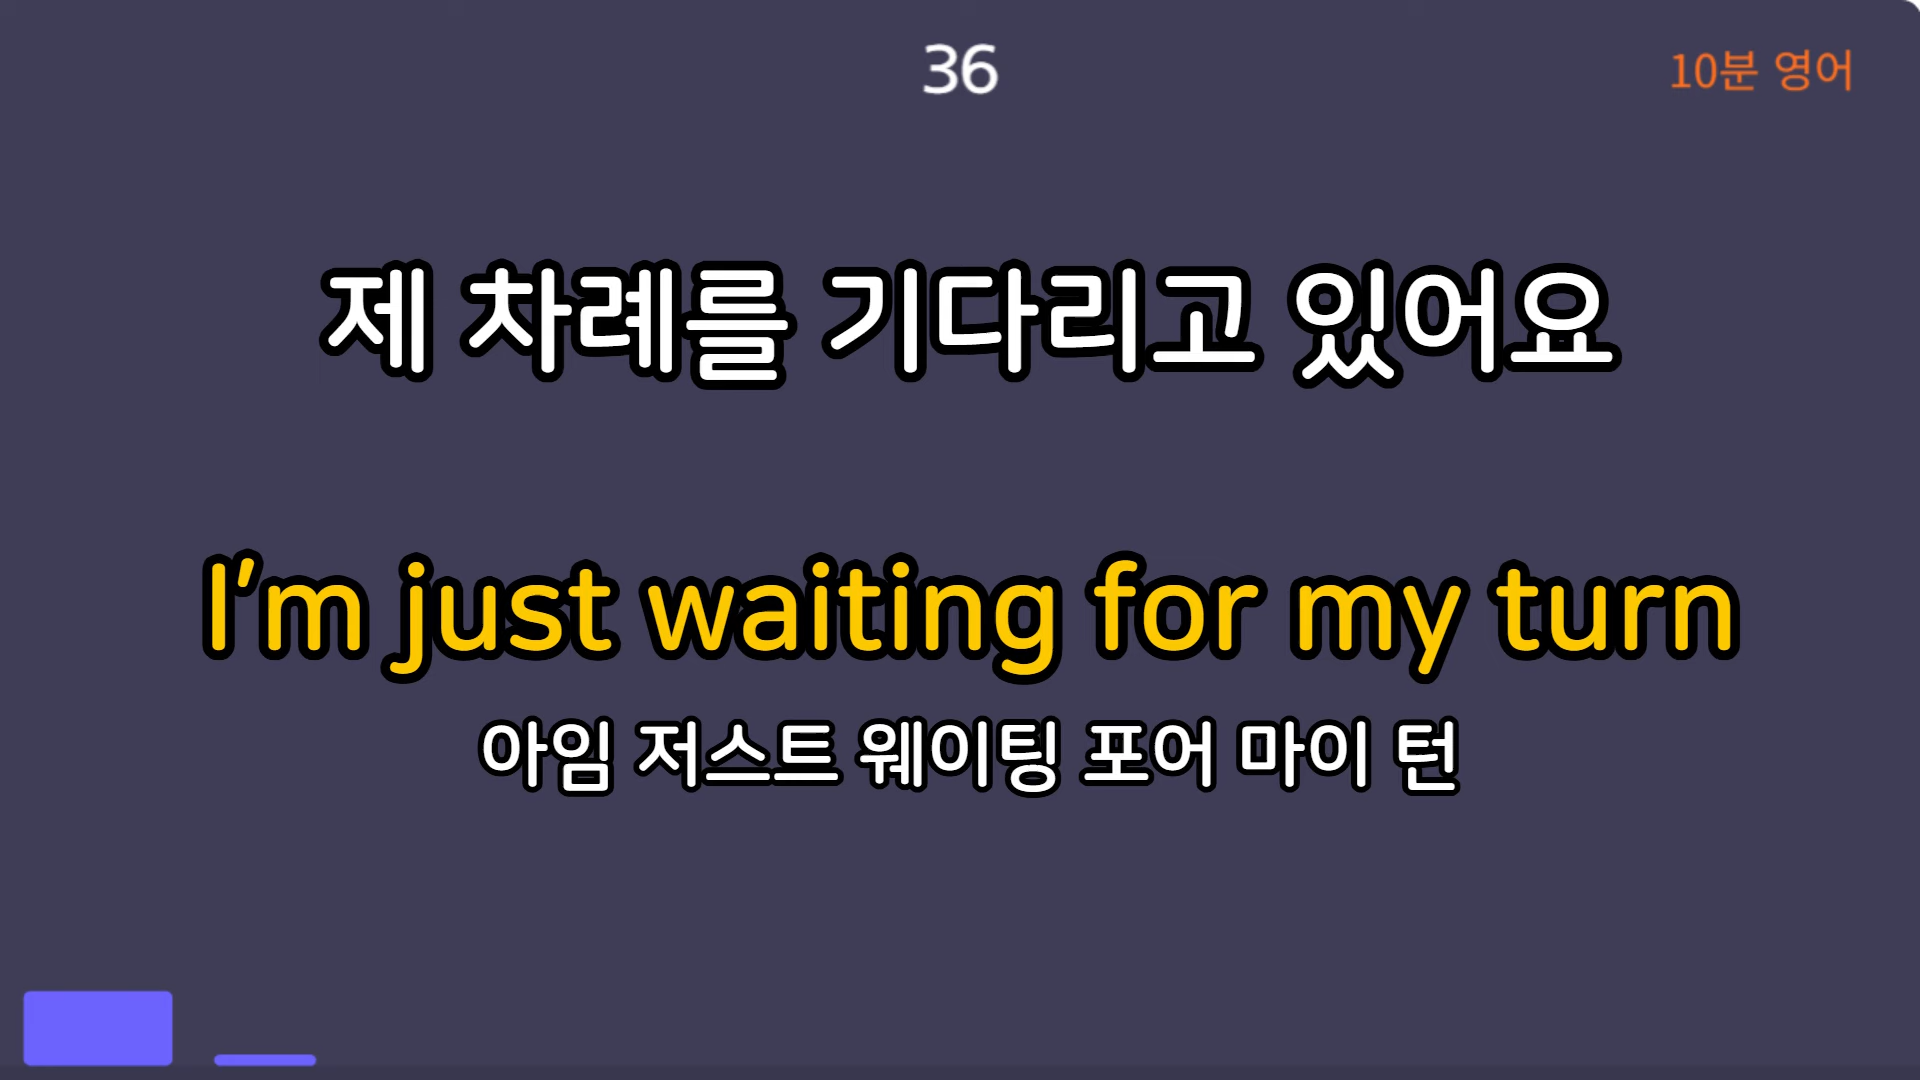 36
10분 영어
제 차례를 기다리고 있어요
I'm just waiting for my turn
아임 저스트 웨이팅 포어 마이 턴